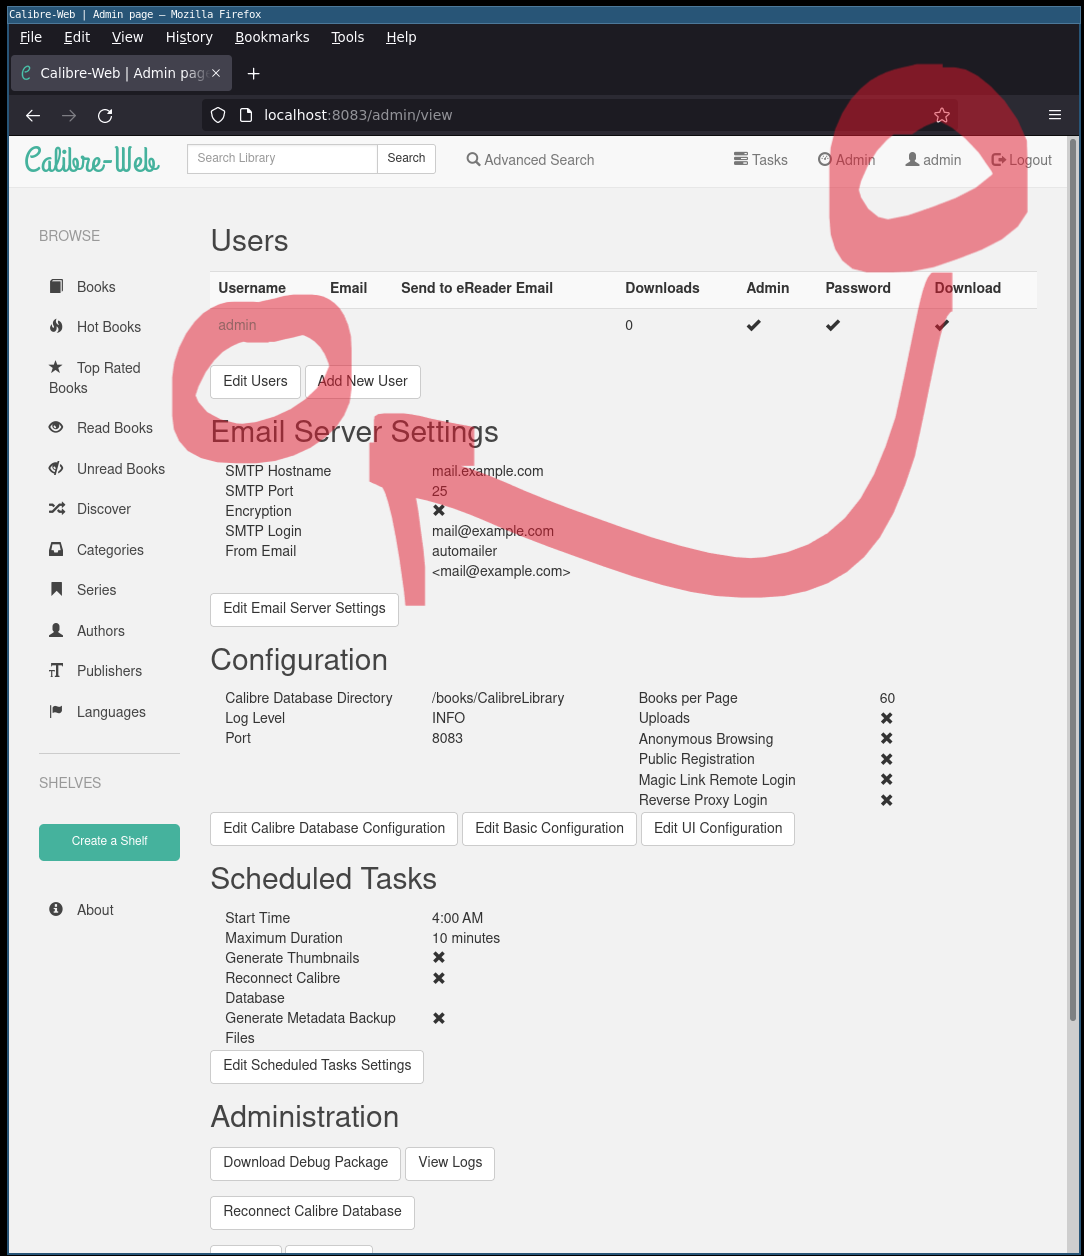 Calibre-Web | Admin page — Mozilla Firefox
File Edit View History Bookmarks Tools Help
Calibre-Web | Admin pag
localhost:8083/admin/view
Calibre-Web Search Library Search Advanced Search Tasks Admin admin Logout
BROWSE
Books
Hot Books
Top Rated
Books
Read Books
Unread Books
Discover
Categories
Series
Authors
Publishers
Languages
SHELVES
Create a Shelf
About
Users
Username Email Send to eReader Email Downloads Admin Password Download
admin 0
Edit Users Add New User
Email Server Settings
SMTP Hostname mail.example.com
SMTP Port 25
Encryption
SMTP Login mail@example.com
From Email automailer
<mail@example.com>
Edit Email Server Settings
Configuration
Calibre Database Directory /books/CalibreLibrary
Log Level INFO
Port 8083
Books per Page 60
Uploads
Anonymous Browsing
Public Registration
Magic Link Remote Login
Reverse Proxy Login
Edit Calibre Database Configuration Edit Basic Configuration Edit UI Configuration
Scheduled Tasks
Start Time 4:00 AM
Maximum Duration 10 minutes
Generate Thumbnails
Reconnect Calibre
Database
Generate Metadata Backup
Files
Edit Scheduled Tasks Settings
Administration
Download Debug Package View Logs
Reconnect Calibre Database